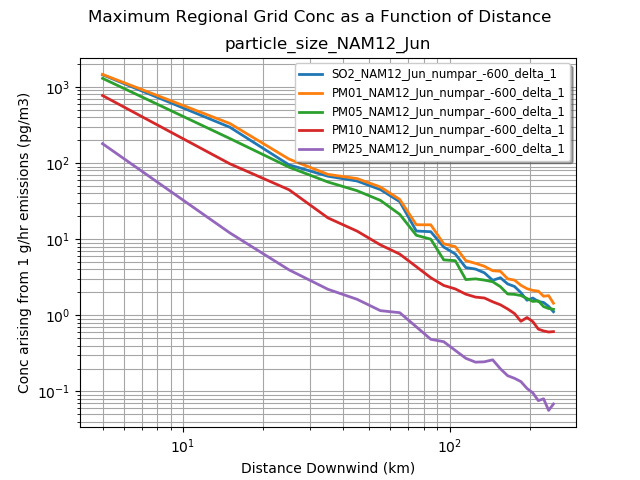 Maximum Regional Grid Conc as a Function of Distance
particle_size_NAM12_Jun
SO2_NAM12_Jun_numpar_-600_delta_1
PM01_NAM12_Jun_numpar_-600_delta_1
PM05_NAM12_Jun_numpar_-600_delta_1
PM10_NAM12_Jun_numpar_-600_delta_1
PM25_NAM12_Jun_numpar_-600_delta_1
Conc arising from 1 g/hr emissions (pg/m3)
10³
10²
10¹
10⁰
10⁻¹
10¹ 10²
Distance Downwind (km)